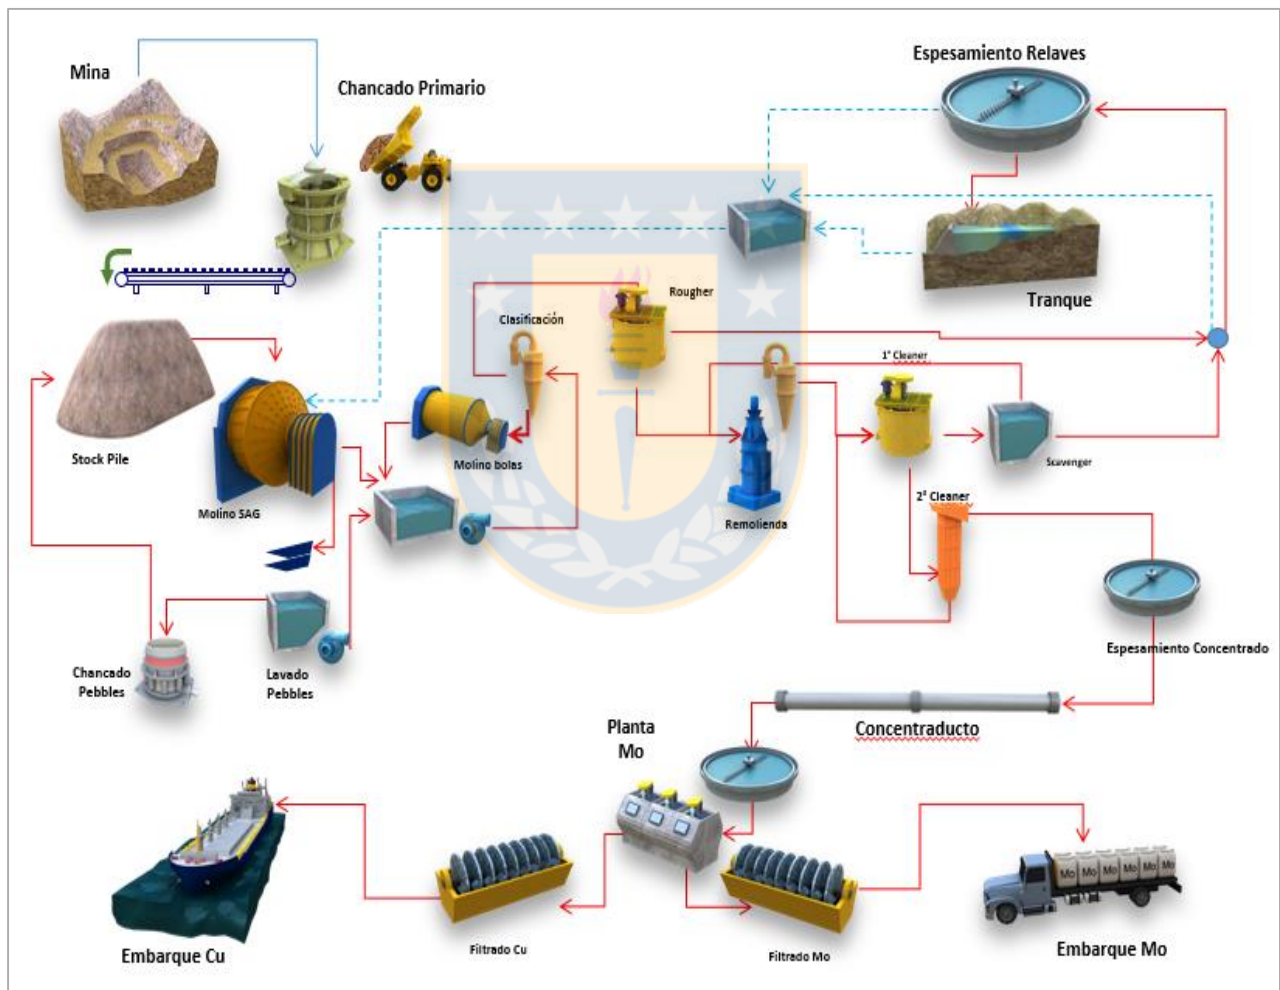 Espesamiento Relaves
Mina
Chancado Primario
Tranque
Rougher
Clasificación
1° Cleaner
Stock Pile
Molino bolas
Scavenger
Molino SAG
2° Cleaner
Remolienda
Espesamiento Concentrado
Chancado
Pebbles
Lavado
Pebbles
Concentraducto
Planta
Mo
Mo Mo Mo Mo Mo Mo
Filtrado Cu
Filtrado Mo
Embarque Mo
Embarque Cu